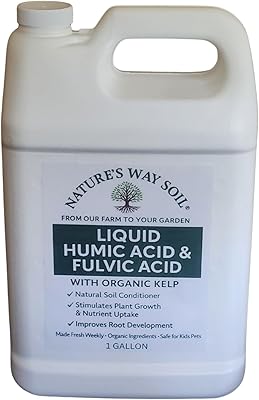 NATURE'S WAY SOIL®
FROM OUR FARM TO YOUR GARDEN
LIQUID
HUMIC ACID &
FULVIC ACID
WITH ORGANIC KELP
✓ Natural Soil Conditioner
✓ Stimulates Plant Growth
& Nutrient Uptake
✓ Improves Root Development
Made Fresh Weekly • Organic Ingredients • Safe for Kids Pets
1 GALLON